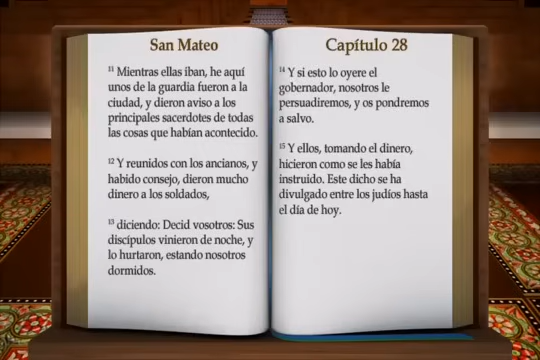 San Mateo
¹¹ Mientras ellas iban, he aquí
unos de la guardia fueron a la
ciudad, y dieron aviso a los
principales sacerdotes de todas
las cosas que habían acontecido.
¹² Y reunidos con los ancianos, y
habido consejo, dieron mucho
dinero a los soldados,
¹³ diciendo: Decid vosotros: Sus
discípulos vinieron de noche, y
lo hurtaron, estando nosotros
dormidos.
Capítulo 28
¹⁴ Y si esto lo oyere el
gobernador, nosotros le
persuadiremos, y os pondremos
a salvo.
¹⁵ Y ellos, tomando el dinero,
hicieron como se les había
instruido. Este dicho se ha
divulgado entre los judíos hasta
el día de hoy.